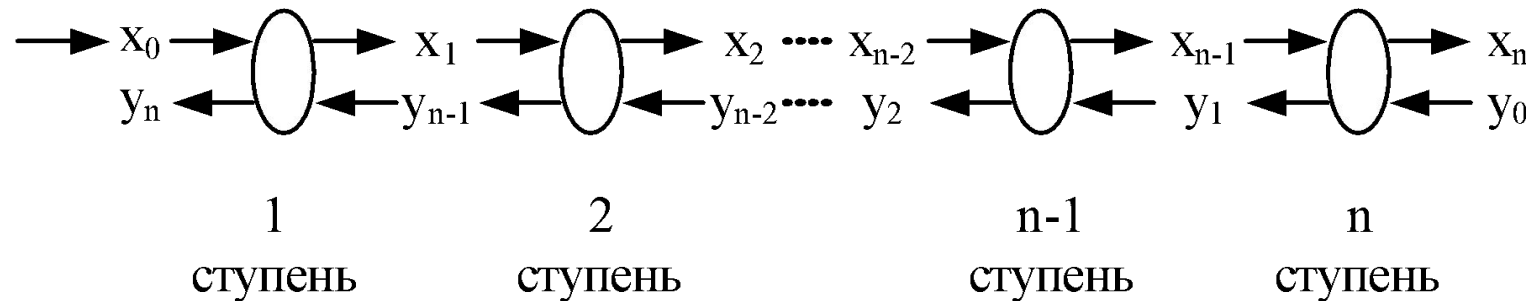 x₀ x₁ x₂ xₙ₋₂ xₙ₋₁ xₙ
yₙ yₙ₋₁ yₙ₋₂ y₂ y₁ y₀
1 2 n-1 n
ступень ступень ступень ступень